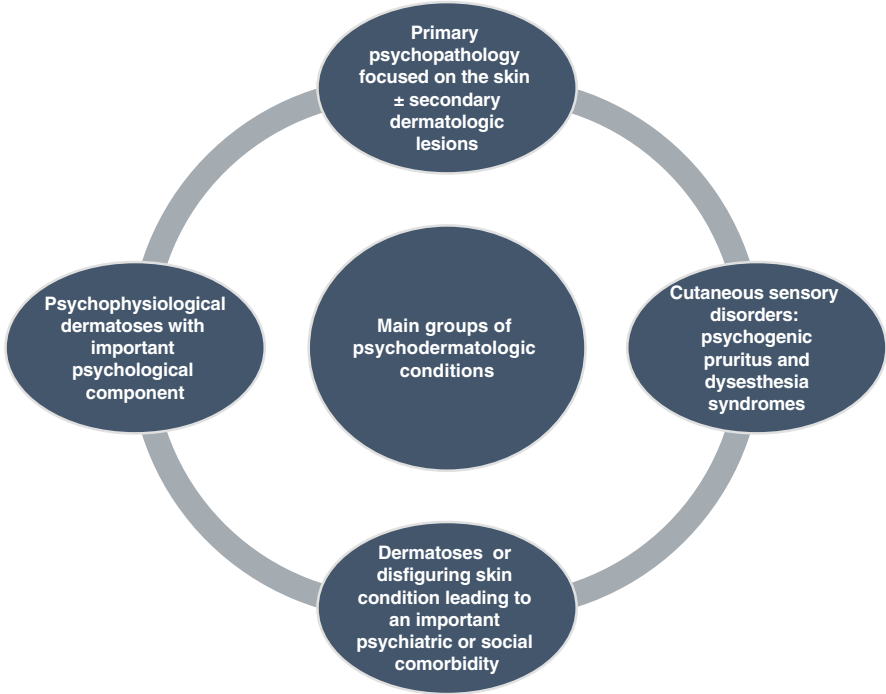 Primary
psychopathology
focused on the skin
± secondary
dermatologic
lesions
Psychophysiological
dermatoses with
important
psychological
component
Main groups of
psychodermatologic
conditions
Cutaneous sensory
disorders:
psychogenic
pruritus and
dysesthesia
syndromes
Dermatoses or
disfiguring skin
condition leading to
an important
psychiatric or social
comorbidity